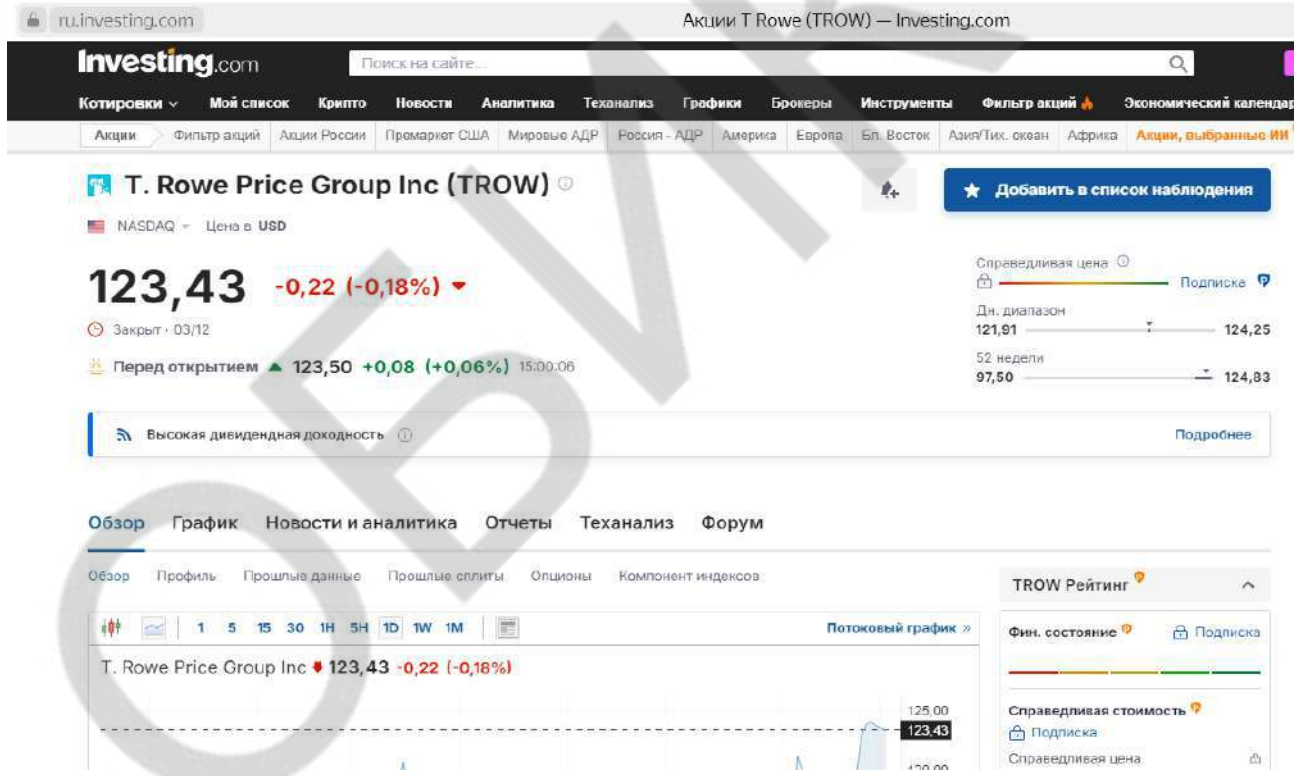 ru.investing.com
Акции T Rowe (TROW) — Investing.com
Investing.com
Поиск на сайте...
Котировки Мой список Крипто Новости Аналитика Теханализ Графики Брокеры Инструменты Фильтр акций Экономический календар
Акции Фильтр акций Акции России Премаркет США Мировые АДР Россия - АДР Америка Европа Бл. Восток Азия/Тих. океан Африка Акции, выбранные ИИ
T. Rowe Price Group Inc (TROW)
Добавить в список наблюдения
NASDAQ Цена в USD
123,43 -0,22 (-0,18%)
Закрыт · 03/12
Перед открытием 123,50 +0,08 (+0,06%) 15:00:06
Справедливая цена
Подписка
Дн. диапазон
121,91 124,25
52 недели
97,50 124,83
Высокая дивидендная доходность
Подробнее
Обзор График Новости и аналитика Отчеты Теханализ Форум
Обзор Профиль Прошлые данные Прошлые сплиты Опционы Компонент индексов
1 5 15 30 1H 5H 1D 1W 1M
Потоковый график »
T. Rowe Price Group Inc 123,43 -0,22 (-0,18%)
125,00
123,43
TROW Рейтинг
Фин. состояние Подписка
Справедливая стоимость
Подписка
Справедливая цена
ОБИК